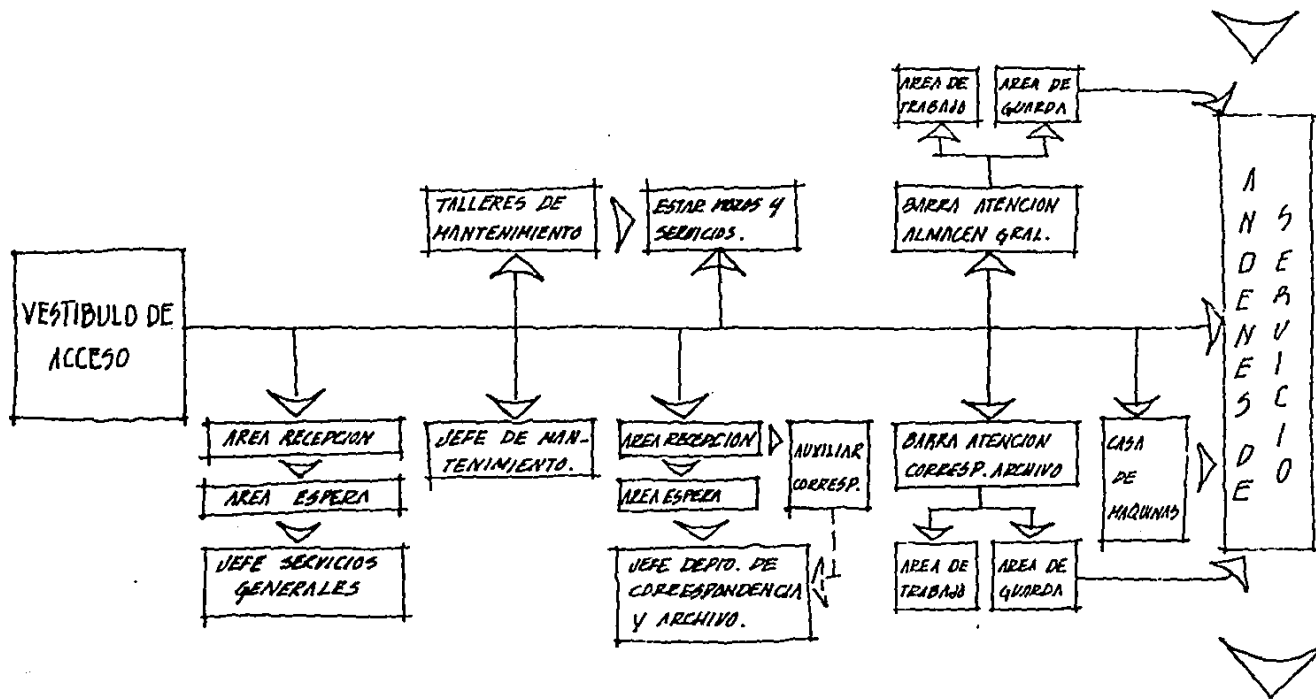 AREA DE
TRABAJO
AREA DE
GUARDA
TALLERES DE
MANTENIMIENTO
ESTAR MOZOS Y
SERVICIOS.
BARRA ATENCION
ALMACEN GRAL.
VESTIBULO DE
ACCESO
ANDENES DE
SERVICIO
AREA RECEPCION
AREA ESPERA
JEFE SERVICIOS
GENERALES
JEFE DE MAN-
TENIMIENTO.
AREA RECEPCION
AREA ESPERA
AUXILIAR
CORRESP.
JEFE DEPTO. DE
CORRESPONDENCIA
Y ARCHIVO.
BARRA ATENCION
CORRESP. ARCHIVO
AREA DE
TRABAJO
AREA DE
GUARDA
CASA
DE
MAQUINAS